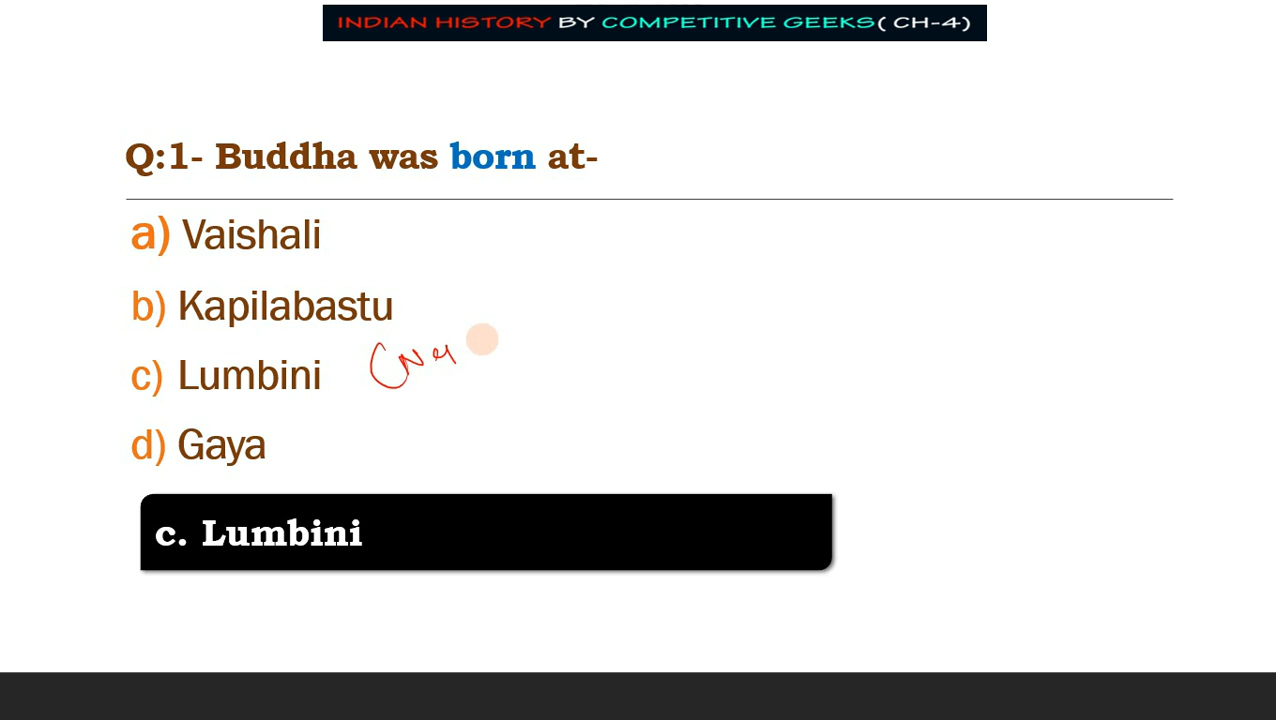 INDIAN HISTORY BY COMPETITIVE GEEKS( CH-4)
Q:1- Buddha was born at-
a) Vaishali
b) Kapilabastu
c) Lumbini
d) Gaya
c. Lumbini